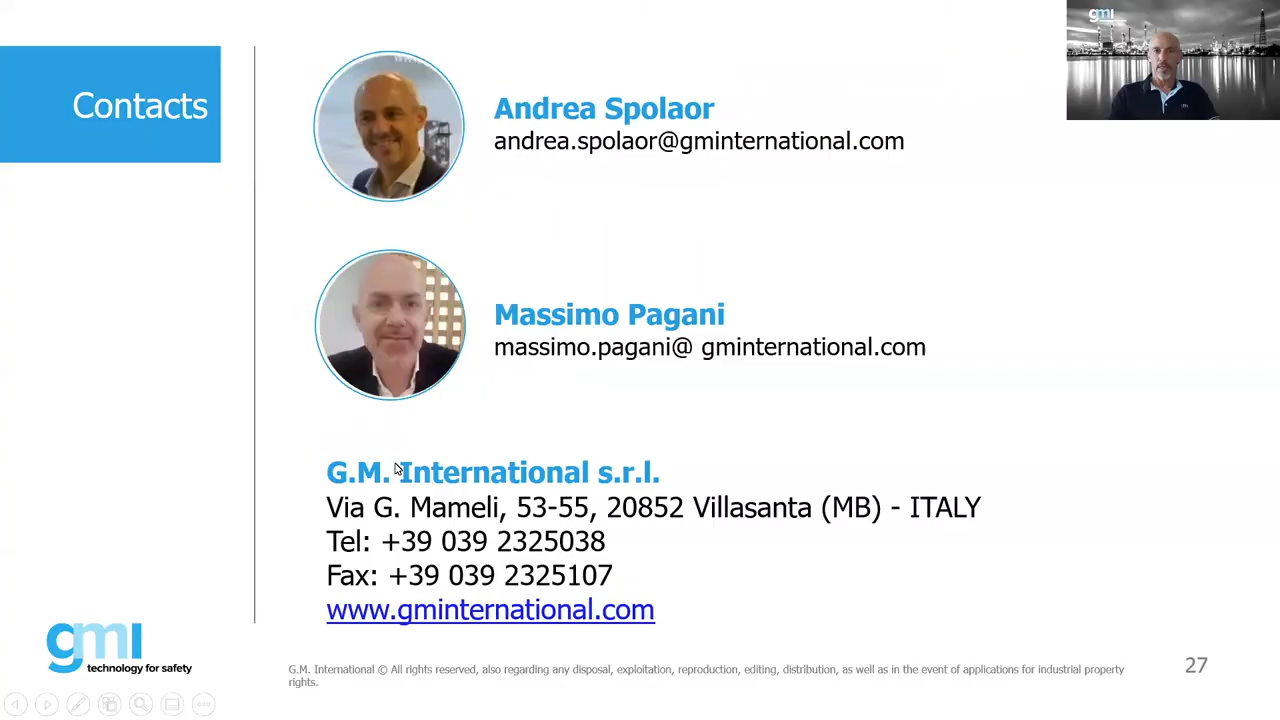 gmi
Contacts
Andrea Spolaor
andrea.spolaor@gminternational.com
Massimo Pagani
massimo.pagani@ gminternational.com
G.M. International s.r.l.
Via G. Mameli, 53-55, 20852 Villasanta (MB) - ITALY
Tel: +39 039 2325038
Fax: +39 039 2325107
www.gminternational.com
gmi
technology for safety
G.M. International © All rights reserved, also regarding any disposal, exploitation, reproduction, editing, distribution, as well as in the event of applications for industrial property
rights.
27